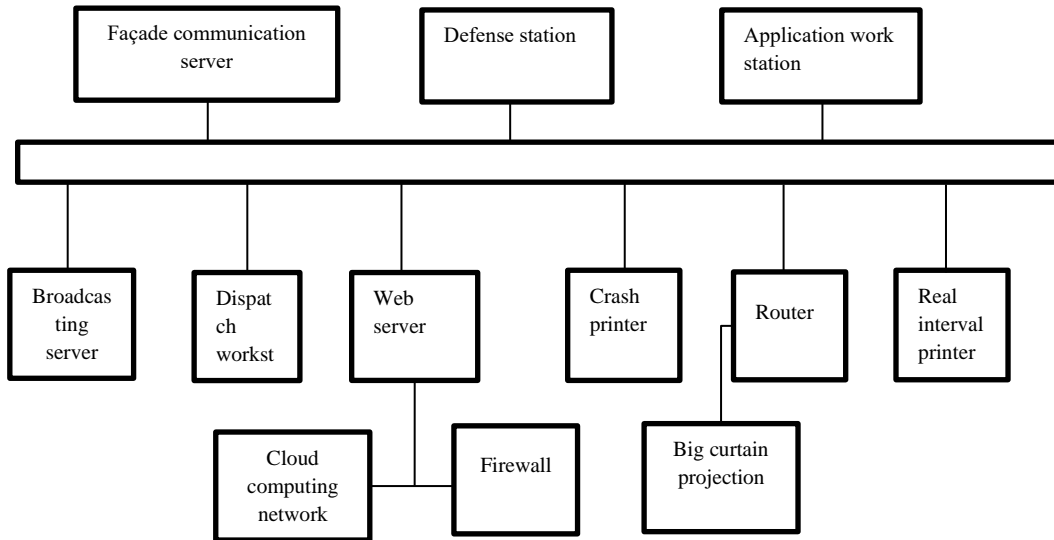 Façade communication
server
Defense station
Application work
station
Broadcas
ting
server
Dispat
ch
workst
Web
server
Crash
printer
Router
Real
interval
printer
Cloud
computing
network
Firewall
Big curtain
projection